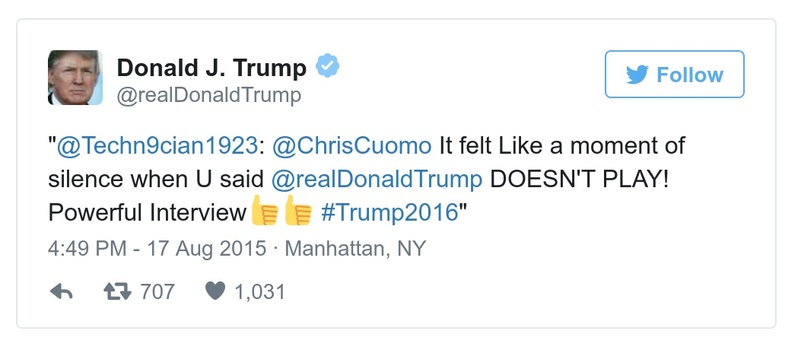 Donald J. Trump
@realDonaldTrump
Follow
"@Techn9cian1923: @ChrisCuomo It felt Like a moment of
silence when U said @realDonaldTrump DOESN'T PLAY!
Powerful Interview👍👍 #Trump2016"
4:49 PM - 17 Aug 2015 · Manhattan, NY
707 1,031